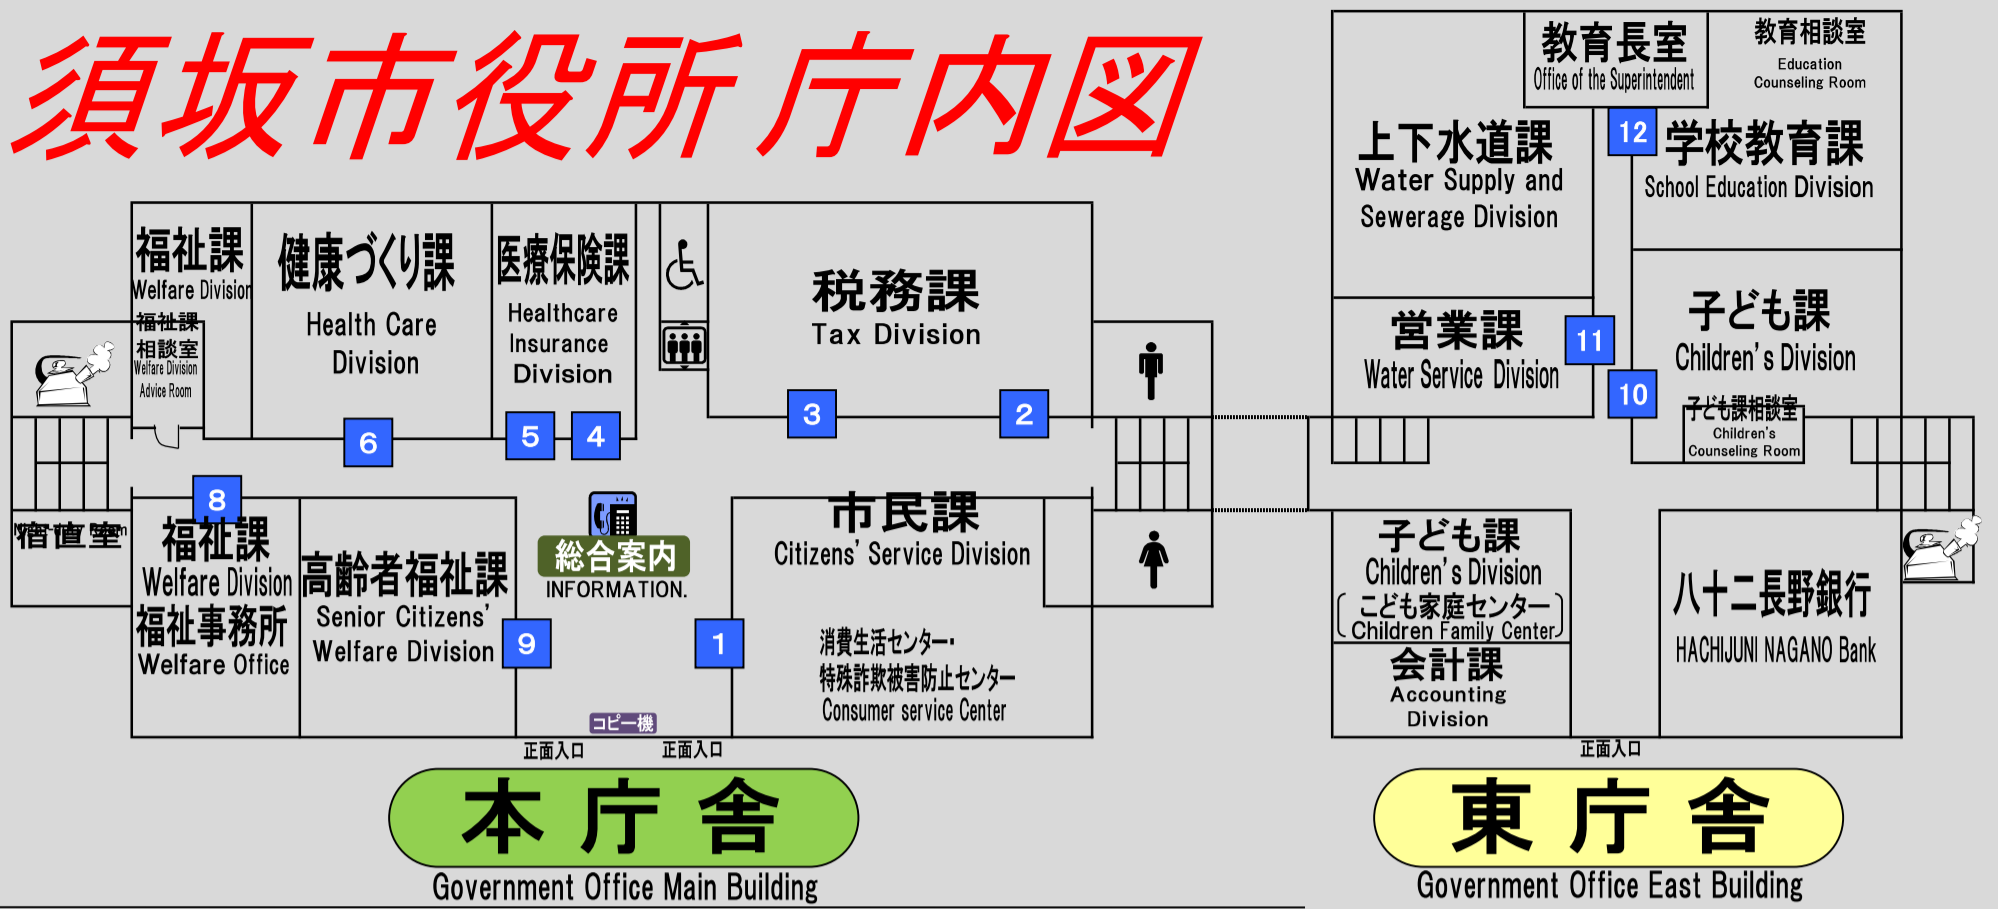 須坂市役所 庁内図
福祉課
Welfare Division
福祉課
相談室
Welfare Division
Advice Room
健康づくり課
Health Care
Division
6
医療保険課
Healthcare
Insurance
Division
5
4
税務課
Tax Division
3
2
宿直室
8
福祉課
Welfare Division
福祉事務所
Welfare Office
高齢者福祉課
Senior Citizens'
Welfare Division
9
総合案内
INFORMATION.
コピー機
1
市民課
Citizens' Service Division
消費生活センター・
特殊詐欺被害防止センター
Consumer service Center
正面入口
正面入口
本庁舎
Government Office Main Building
教育長室
Office of the Superintendent
教育相談室
Education
Counseling Room
上下水道課
Water Supply and
Sewerage Division
12
学校教育課
School Education Division
営業課
Water Service Division
11
10
子ども課
Children's Division
子ども課相談室
Children's
Counseling Room
子ども課
Children's Division
こども家庭センター
Children Family Center
会計課
Accounting
Division
八十二長野銀行
HACHIJUNI NAGANO Bank
正面入口
東庁舎
Government Office East Building